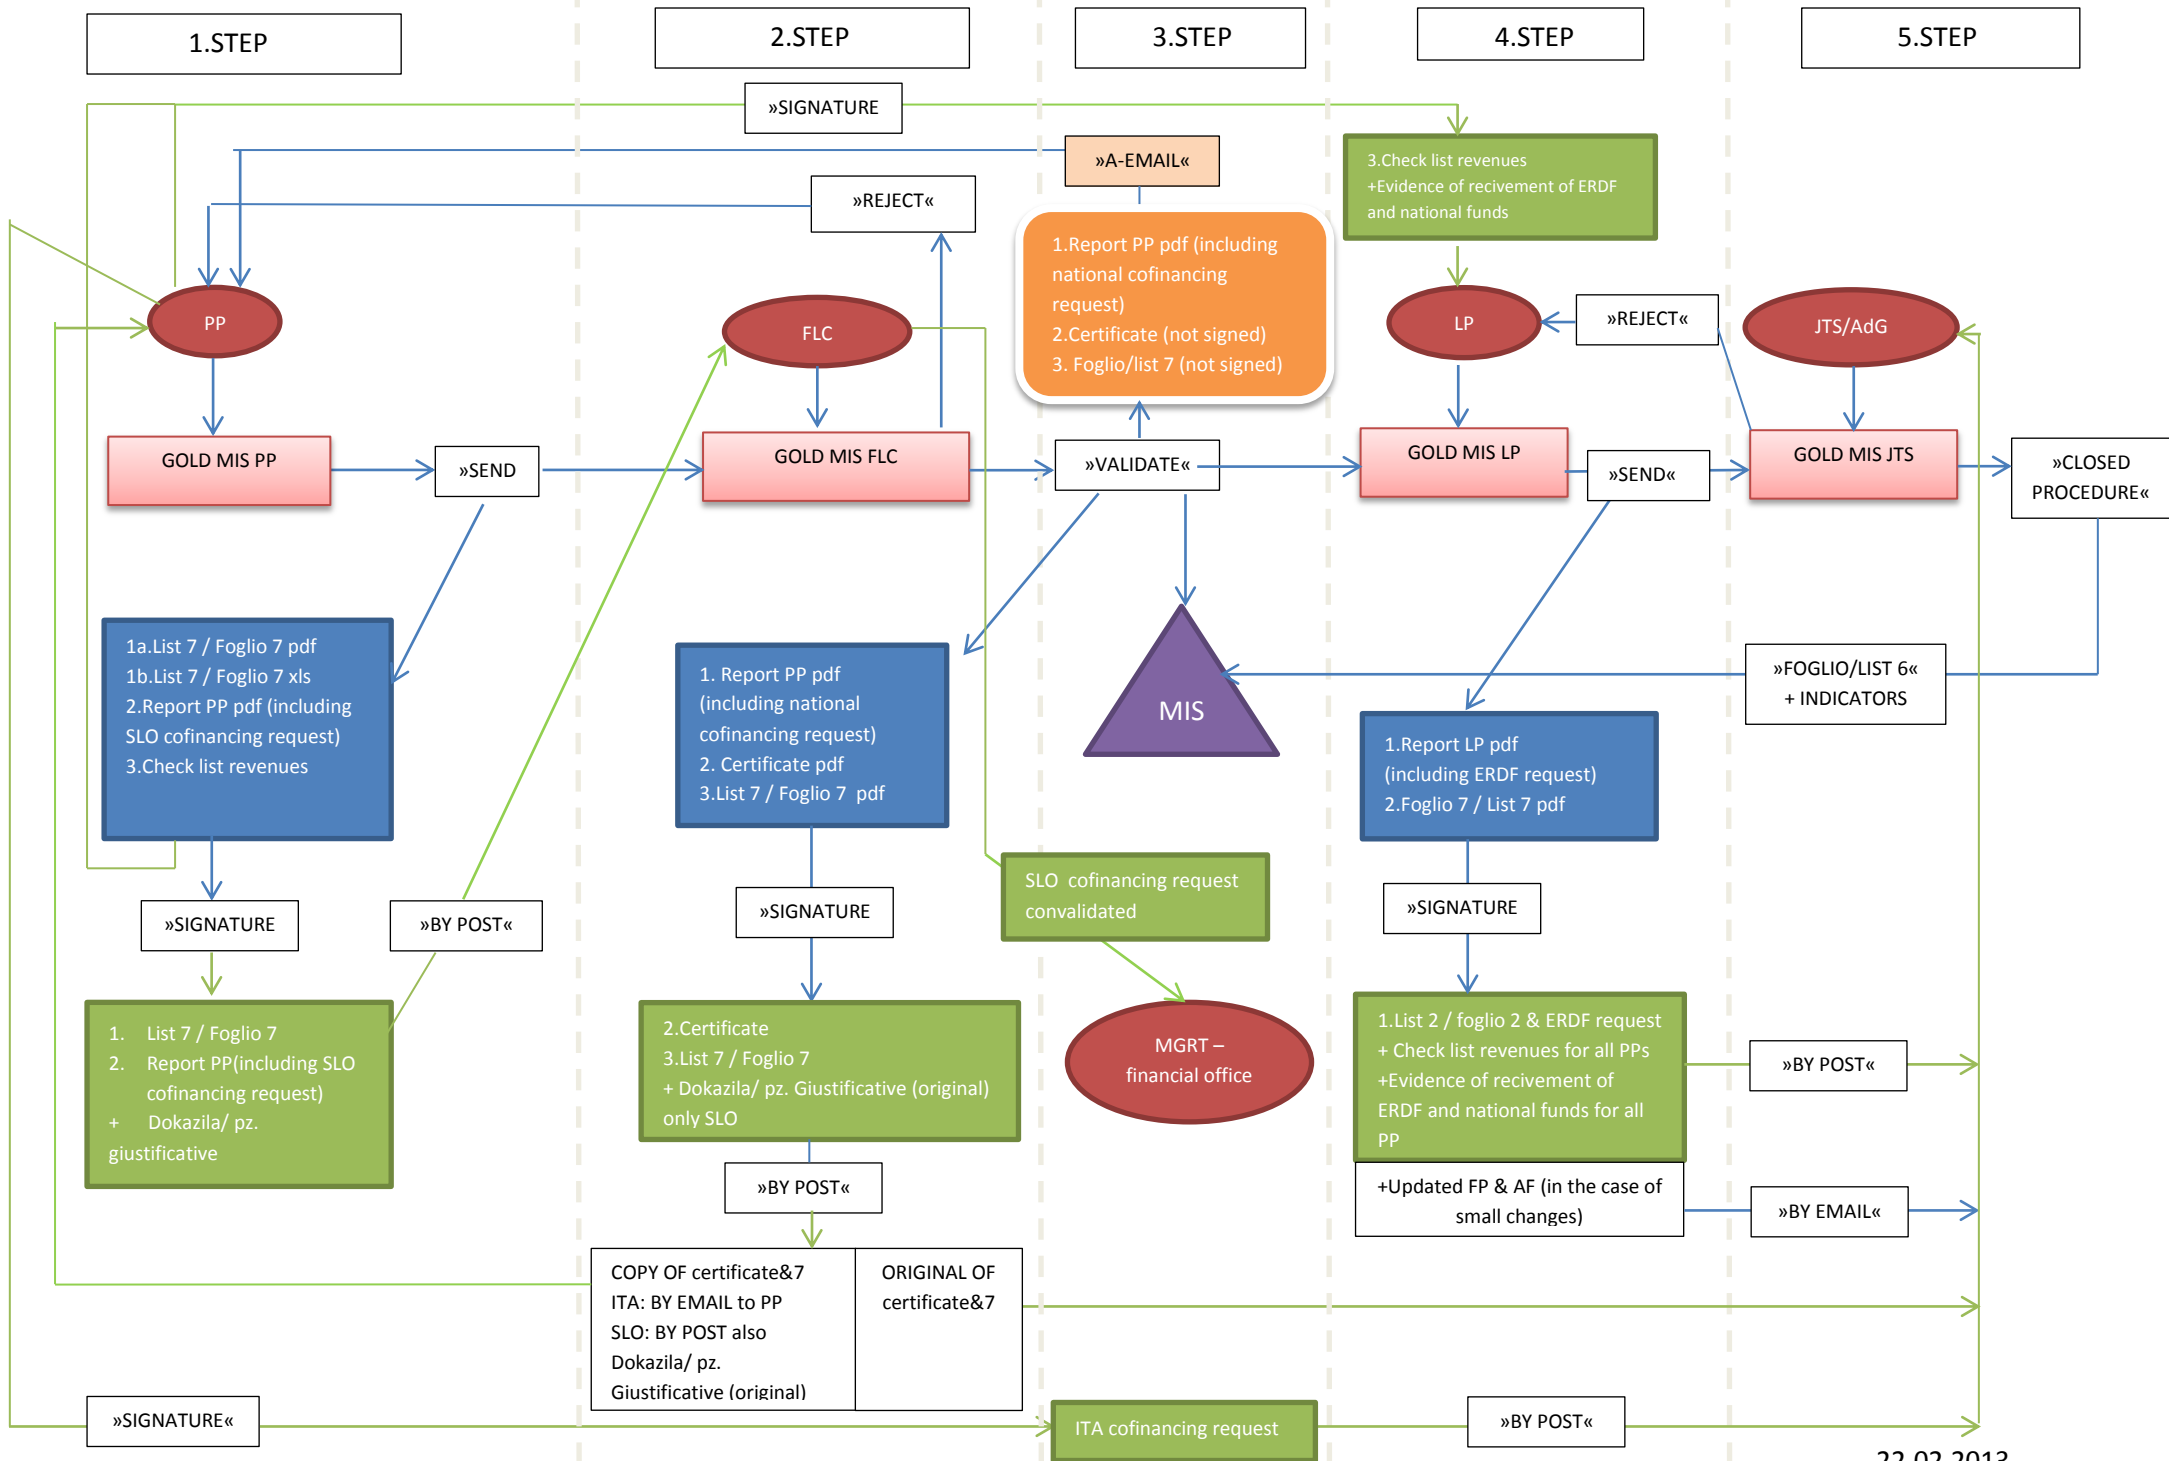 1.STEP
2.STEP
3.STEP
4.STEP
5.STEP
»SIGNATURE
»A-EMAIL«
»REJECT«
3.Check list revenues
+Evidence of recivement of ERDF
and national funds
1.Report PP pdf (including
national cofinancing
request)
2.Certificate (not signed)
3. Foglio/list 7 (not signed)
PP
FLC
LP
»REJECT«
JTS/AdG
GOLD MIS PP
»SEND
GOLD MIS FLC
»VALIDATE«
GOLD MIS LP
»SEND«
GOLD MIS JTS
»CLOSED
PROCEDURE«
1a.List 7 / Foglio 7 pdf
1b.List 7 / Foglio 7 xls
2.Report PP pdf (including
SLO cofinancing request)
3.Check list revenues
1. Report PP pdf
(including national
cofinancing request)
2. Certificate pdf
3.List 7 / Foglio 7 pdf
MIS
»FOGLIO/LIST 6«
+ INDICATORS
1.Report LP pdf
(including ERDF request)
2.Foglio 7 / List 7 pdf
»SIGNATURE
»BY POST«
»SIGNATURE
SLO cofinancing request
convalidated
»SIGNATURE
1. List 7 / Foglio 7
2. Report PP(including SLO
cofinancing request)
+ Dokazila/ pz.
giustificative
2.Certificate
3.List 7 / Foglio 7
+ Dokazila/ pz. Giustificative (original)
only SLO
MGRT –
financial office
1.List 2 / foglio 2 & ERDF request
+ Check list revenues for all PPs
+Evidence of recivement of
ERDF and national funds for all
PP
»BY POST«
»BY POST«
+Updated FP & AF (in the case of
small changes)
»BY EMAIL«
COPY OF certificate&7
ITA: BY EMAIL to PP
SLO: BY POST also
Dokazila/ pz.
Giustificative (original)
ORIGINAL OF
certificate&7
»SIGNATURE«
ITA cofinancing request
»BY POST«
22.02.2013